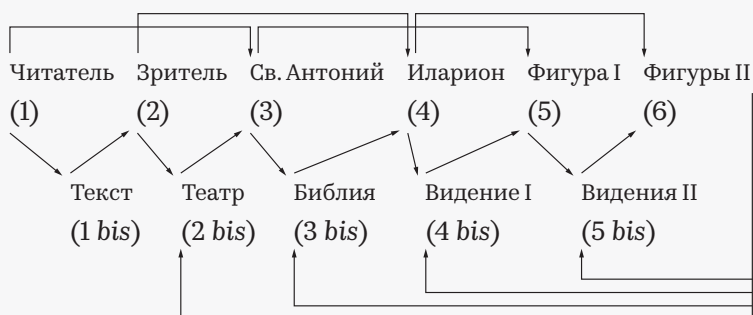 Читатель Зритель Св. Антоний Иларион Фигура I Фигуры II
(1) (2) (3) (4) (5) (6)
Текст Театр Библия Видение I Видения II
(1 bis) (2 bis) (3 bis) (4 bis) (5 bis)